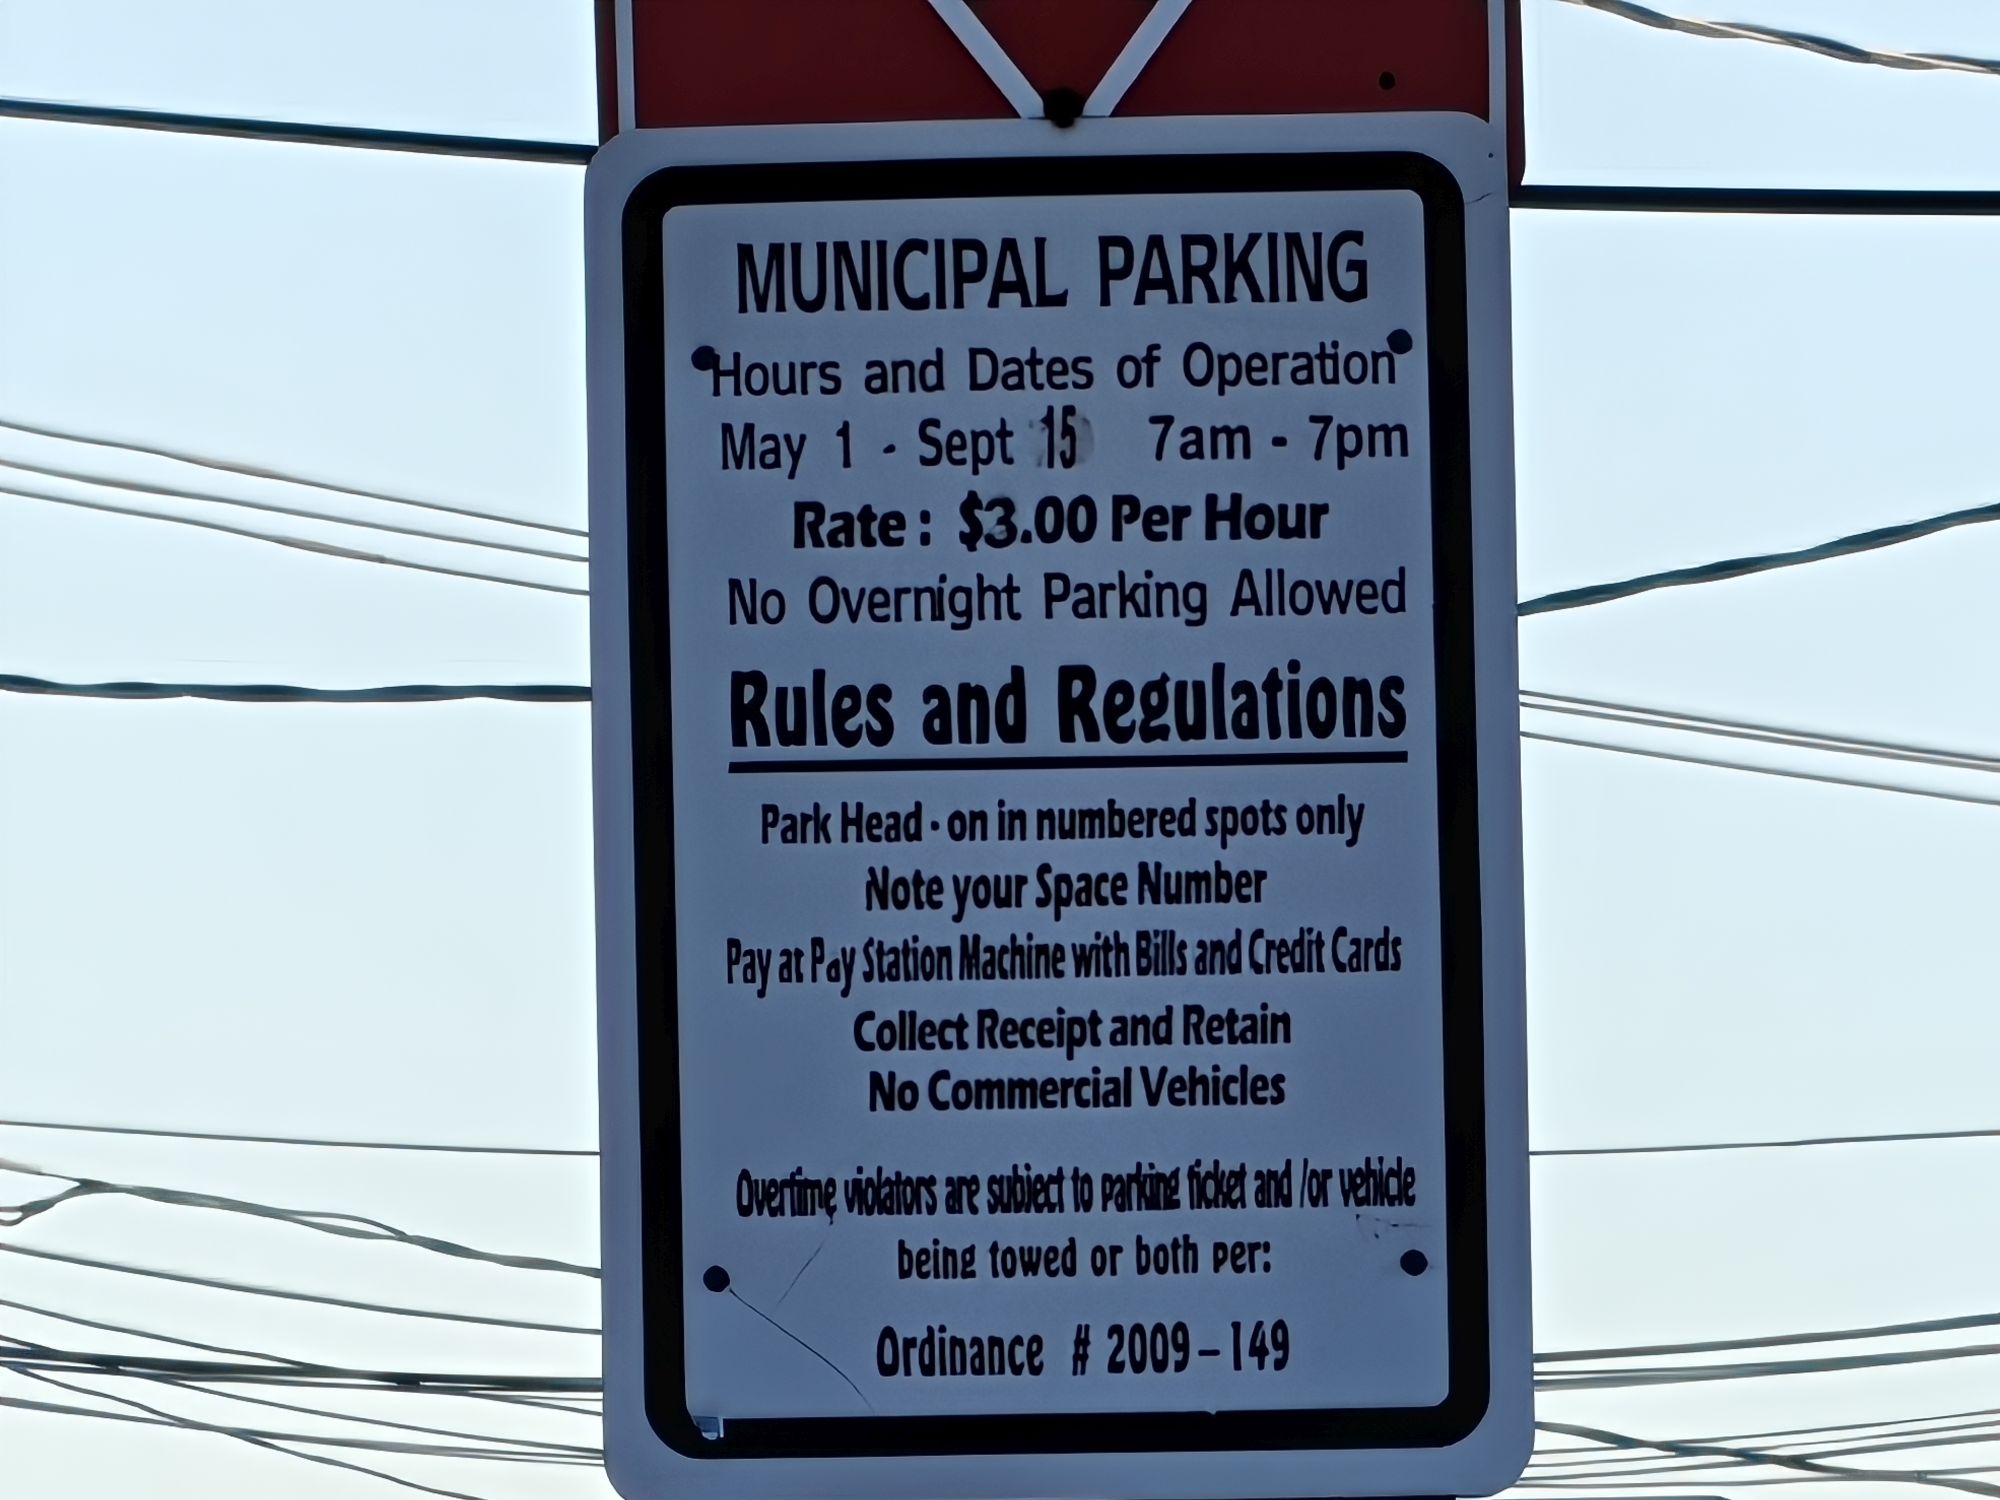 MUNICIPAL PARKING
Hours and Dates of Operation
May 1 - Sept 15 7am - 7pm
Rate: $3.00 Per Hour
No Overnight Parking Allowed
Rules and Regulations
Park Head-on in numbered spots only
Note your Space Number
Pay at Pay Station Machine with Bills and Credit Cards
Collect Receipt and Retain
No Commercial Vehicles
Overtime violators are subject to parking ticket and /or vehicle
being towed or both per:
Ordinance # 2009-149